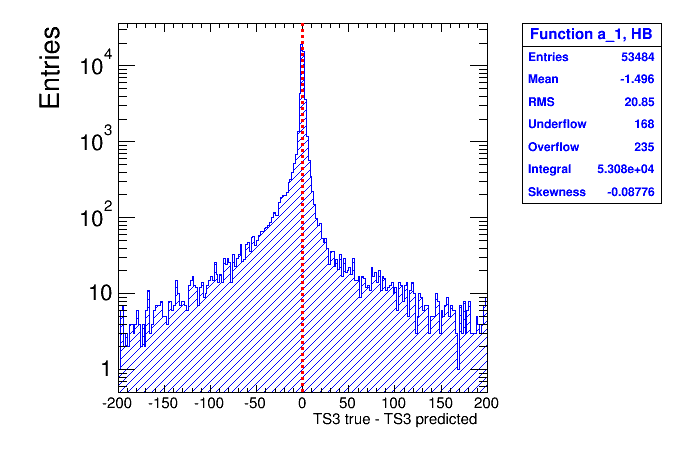 Function a_1, HB
Entries 53484
Mean -1.496
RMS 20.85
Underflow 168
Overflow 235
Integral 5.308e+04
Skewness -0.08776
Entries
10^4
10^3
10^2
10
1
-200 -150 -100 -50 0 50 100 150 200
TS3 true - TS3 predicted